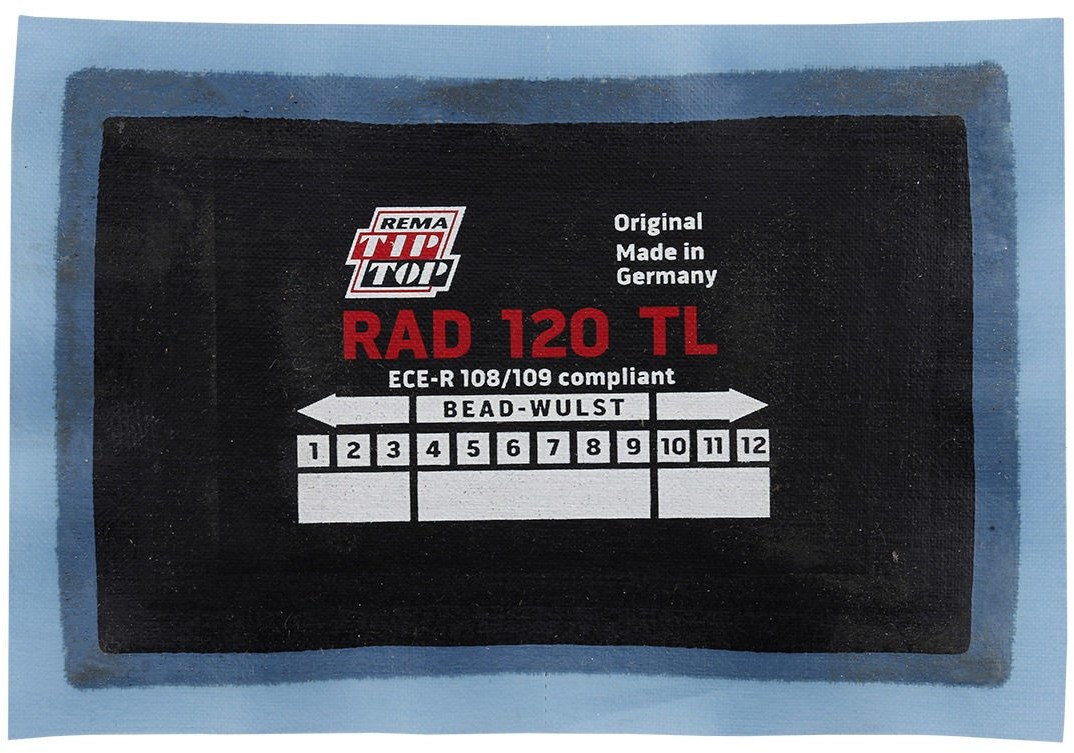 REMA
TIP
TOP
Original
Made in
Germany
RAD 120 TL
ECE-R 108/109 compliant
BEAD-WULST
1 2 3 4 5 6 7 8 9 10 11 12